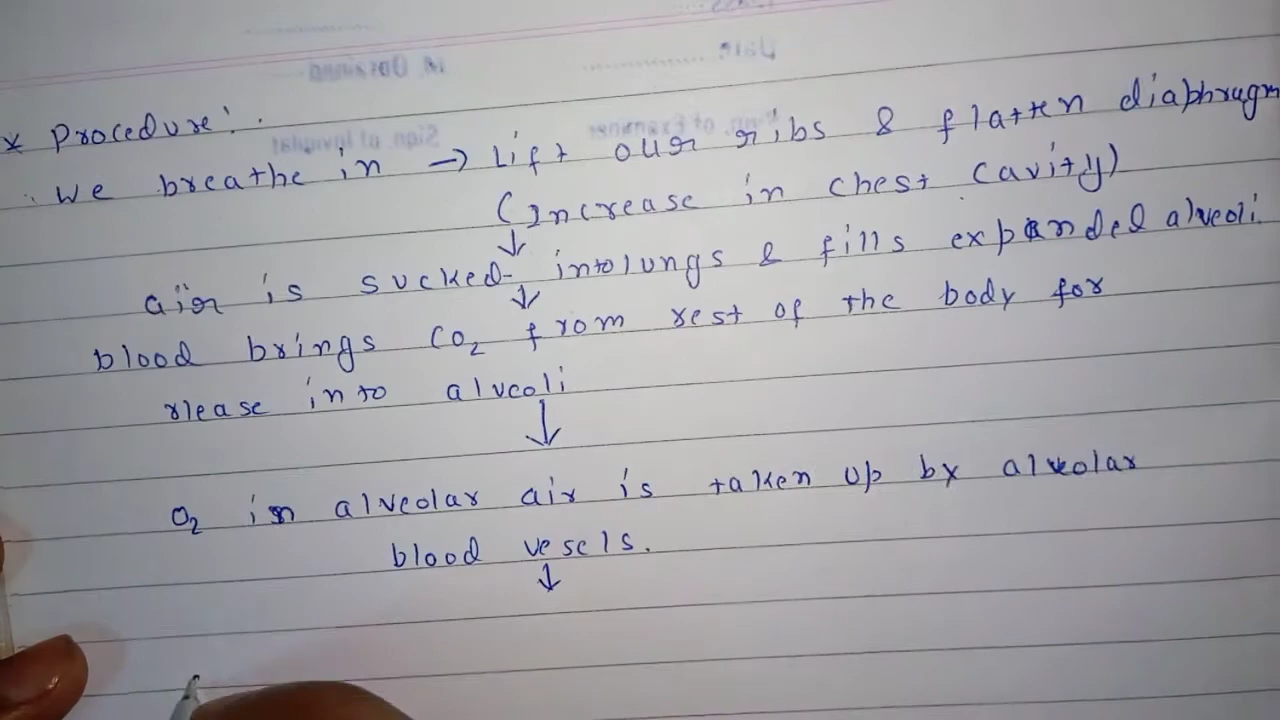 * Procedure:.
. We breathe in → Lift our ribs & flatten diaphragm
(Increase in chest cavity)
↓
air is sucked into lungs & fills expanded alveoli.
↓
blood brings CO2 from rest of the body for
rlease into alveoli
↓
O2 in alveolar air is taken up by alveolar
blood vesels.
↓